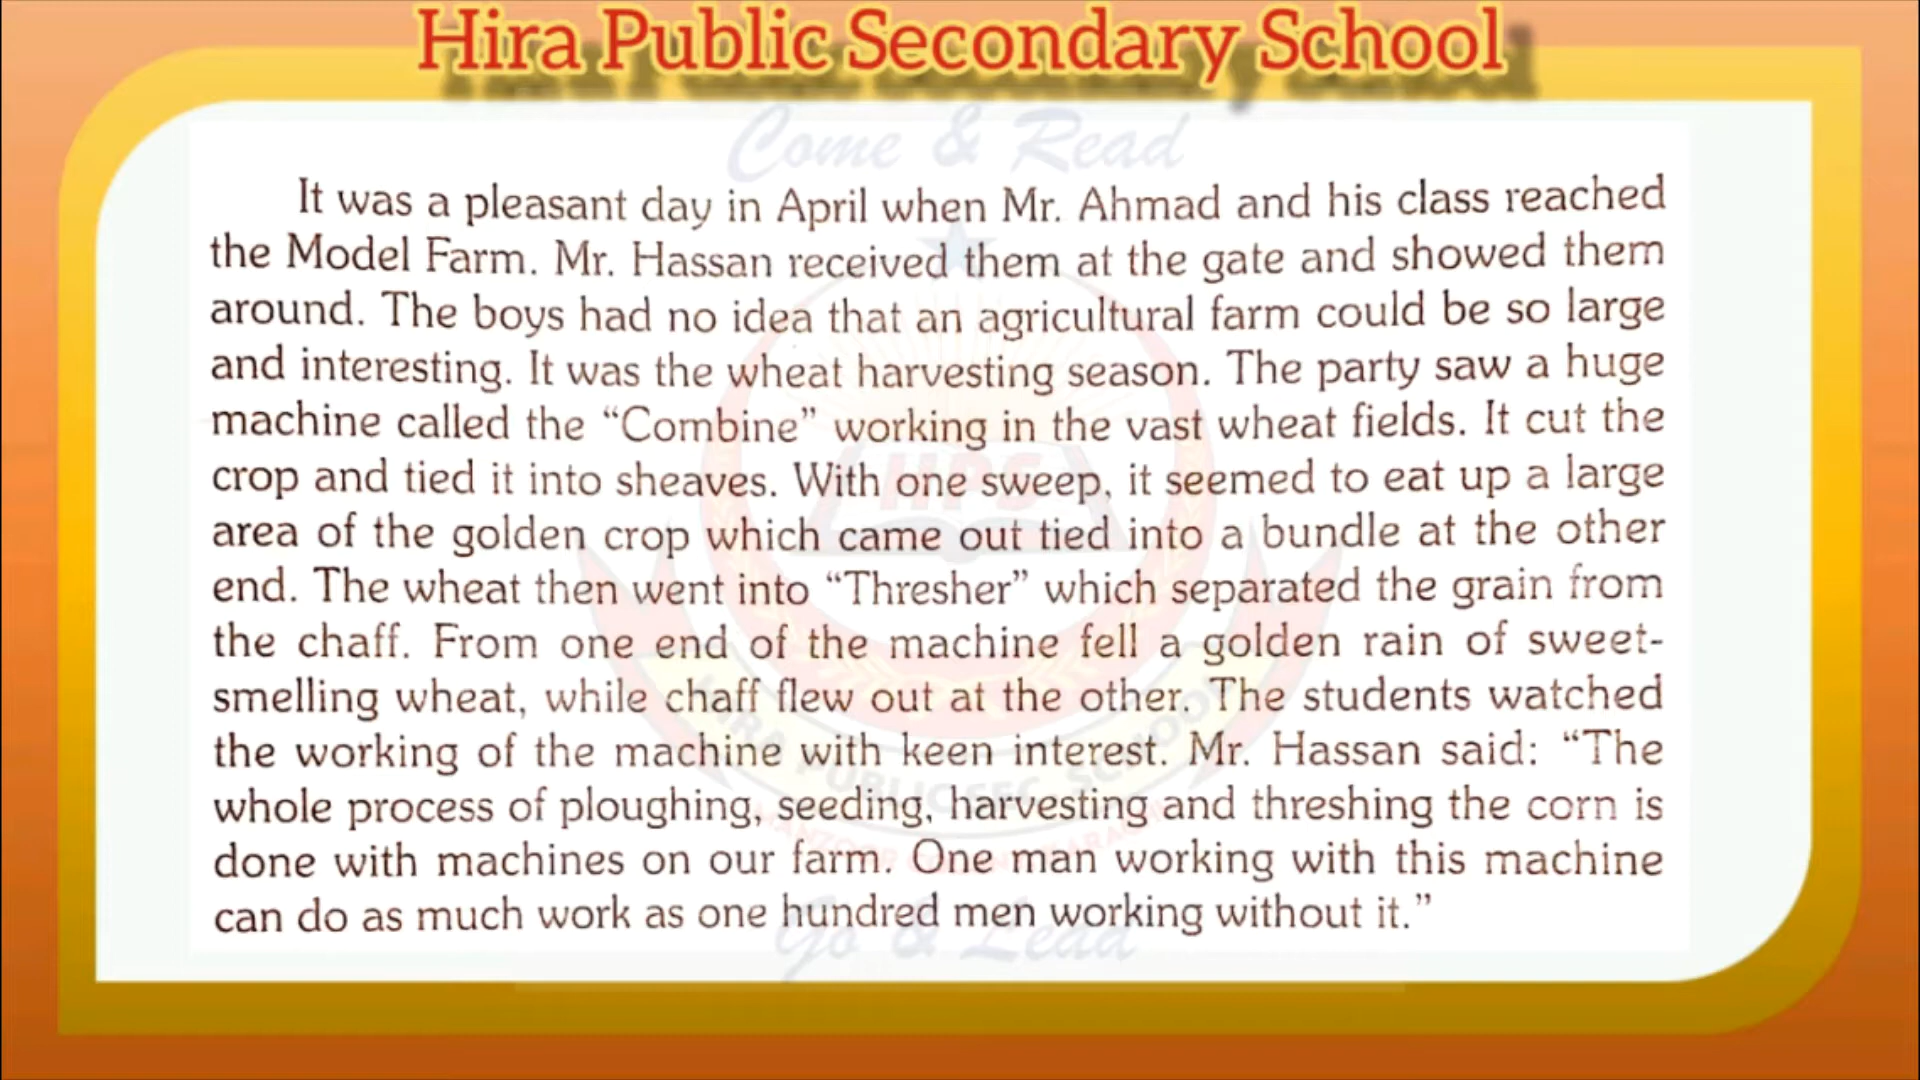 Hira Public Secondary School
Come & Read
It was a pleasant day in April when Mr. Ahmad and his class reached
the Model Farm. Mr. Hassan received them at the gate and showed them
around. The boys had no idea that an agricultural farm could be so large
and interesting. It was the wheat harvesting season. The party saw a huge
machine called the “Combine” working in the vast wheat fields. It cut the
crop and tied it into sheaves. With one sweep, it seemed to eat up a large
area of the golden crop which came out tied into a bundle at the other
end. The wheat then went into “Thresher” which separated the grain from
the chaff. From one end of the machine fell a golden rain of sweet-
smelling wheat, while chaff flew out at the other. The students watched
the working of the machine with keen interest. Mr. Hassan said: “The
whole process of ploughing, seeding, harvesting and threshing the corn is
done with machines on our farm. One man working with this machine
can do as much work as one hundred men working without it.”
HPS
HIRA PUBLIC SEC. SCHOOL
Go & Lead